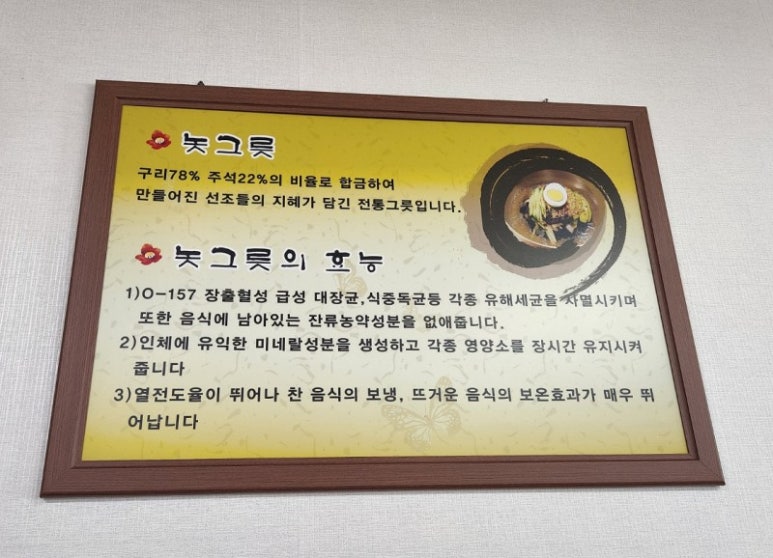 놋그릇
구리78% 주석22%의 비율로 합금하여
만들어진 선조들의 지혜가 담긴 전통그릇입니다.
놋그릇의 효능
1)O-157 장출혈성 급성 대장균,식중독균등 각종 유해세균을 사멸시키며
또한 음식에 남아있는 잔류농약성분을 없애줍니다.
2)인체에 유익한 미네랄성분을 생성하고 각종 영양소를 장시간 유지시켜
줍니다
3)열전도율이 뛰어나 찬 음식의 보냉, 뜨거운 음식의 보온효과가 매우 뛰
어납니다